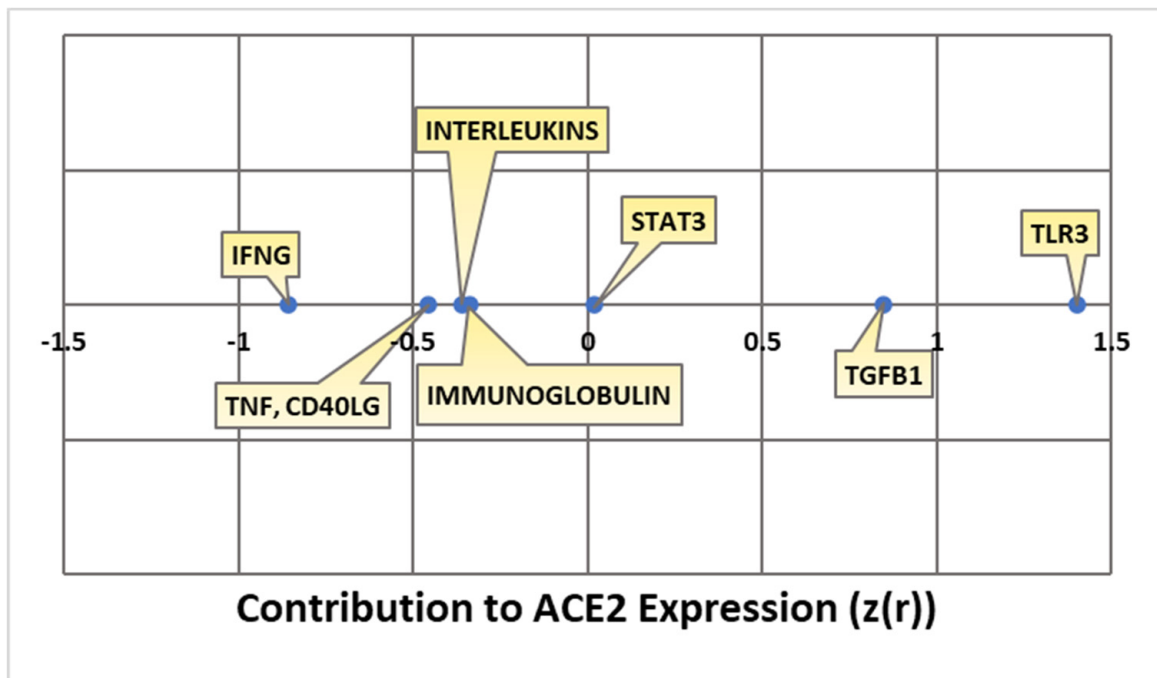 INTERLEUKINS
STAT3
TLR3
IFNG
-1.5
-1
-0.5
0
0.5
1
1.5
TGFB1
TNF, CD40LG
IMMUNOGLOBULIN
Contribution to ACE2 Expression (z(r))